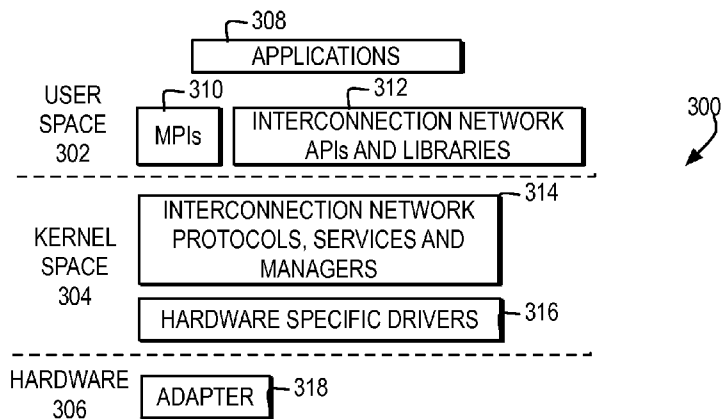 308
APPLICATIONS
USER
SPACE
302
310
MPIs
312
INTERCONNECTION NETWORK
APIs AND LIBRARIES
300
KERNEL
SPACE
304
314
INTERCONNECTION NETWORK
PROTOCOLS, SERVICES AND
MANAGERS
HARDWARE SPECIFIC DRIVERS
316
HARDWARE
306
ADAPTER
318